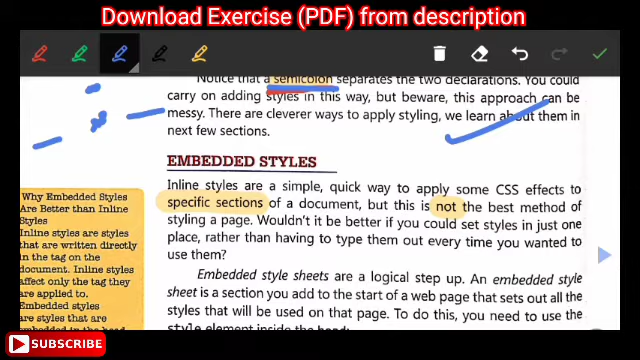 Download Exercise (PDF) from description
Notice that a semicolon separates the two declarations. You could
carry on adding styles in this way, but beware, this approach can be
messy. There are cleverer ways to apply styling, we learn about them in
next few sections.
EMBEDDED STYLES
Inline styles are a simple, quick way to apply some CSS effects to
specific sections of a document, but this is not the best method of
styling a page. Wouldn't it be better if you could set styles in just one
place, rather than having to type them out every time you wanted to
use them?
Embedded style sheets are a logical step up. An embedded style
sheet is a section you add to the start of a web page that sets out all the
styles that will be used on that page. To do this, you need to use the
style element inside the head:
Why Embedded Styles
Are Better than Inline
Styles
Inline styles are styles
that are written directly
in the tag on the
document. Inline styles
affect only the tag they
are applied to.
Embedded styles
are styles that are
embedded in the head
SUBSCRIBE